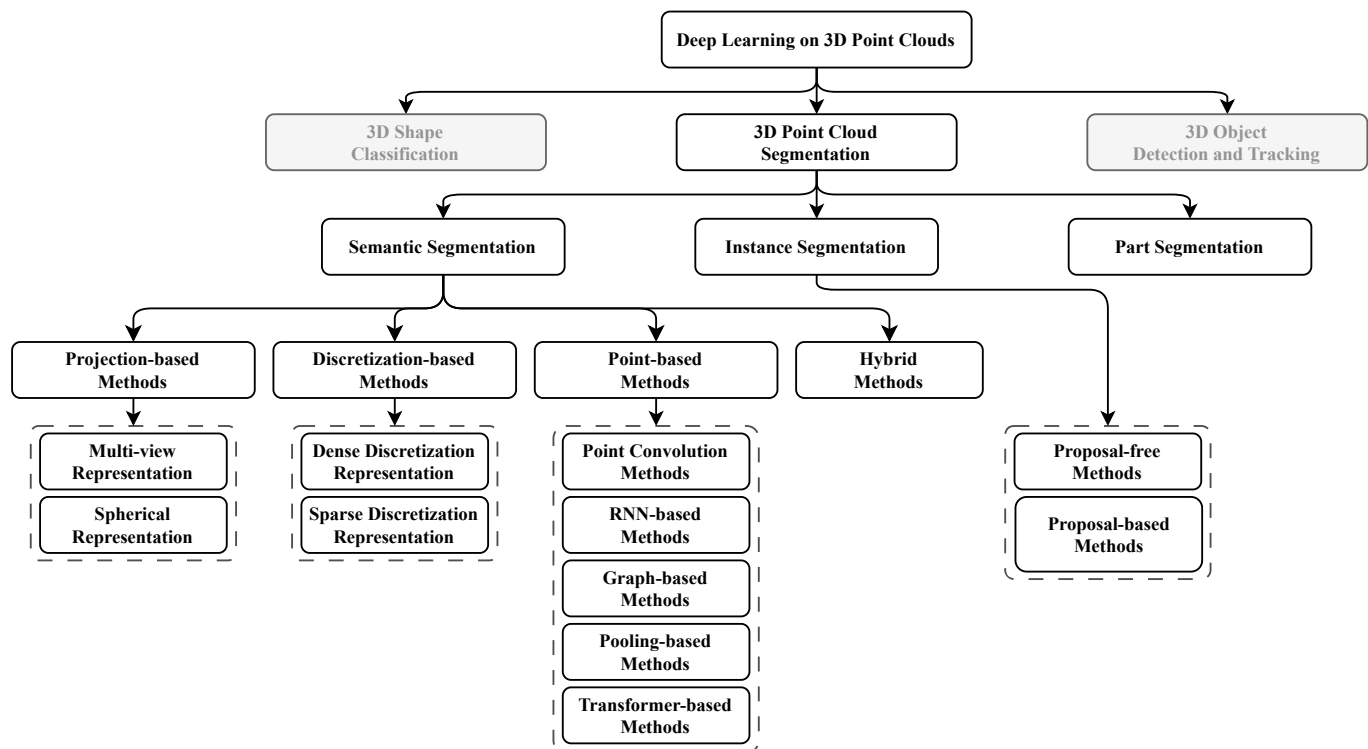 Deep Learning on 3D Point Clouds
3D Shape
Classification
3D Point Cloud
Segmentation
3D Object
Detection and Tracking
Semantic Segmentation
Instance Segmentation
Part Segmentation
Projection-based
Methods
Discretization-based
Methods
Point-based
Methods
Hybrid
Methods
Multi-view
Representation
Spherical
Representation
Dense Discretization
Representation
Sparse Discretization
Representation
Point Convolution
Methods
RNN-based
Methods
Graph-based
Methods
Pooling-based
Methods
Transformer-based
Methods
Proposal-free
Methods
Proposal-based
Methods